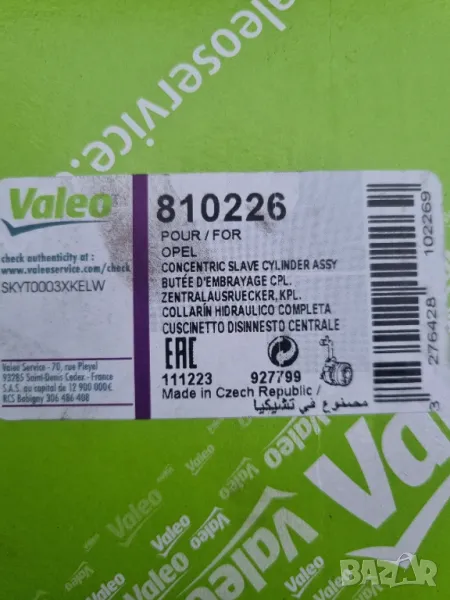 valeoservice.c
Valeo
810226
POUR / FOR
OPEL
CONCENTRIC SLAVE CYLINDER ASSY
BUTÉE D'EMBRAYAGE CPL.
ZENTRALAUSRUECKER, KPL.
COLLARÍN HIDRAULICO COMPLETA
CUSCINETTO DISINNESTO CENTRALE
check authenticity at :
www.valeoservice.com/check
SKYT0003XKELW
Valeo Service - 70, rue Pleyel
93285 Saint-Denis Cedex - France
S.A.S. au capital de 12 900 000€
RCS Bobigny 306 486 408
EAC
111223 927799
Made in Czech Republic /
مصنوع في تشيكيا
3 276428 102269
Valeo
Valeo
Valeo
Valeo
Valeo
BAZAR